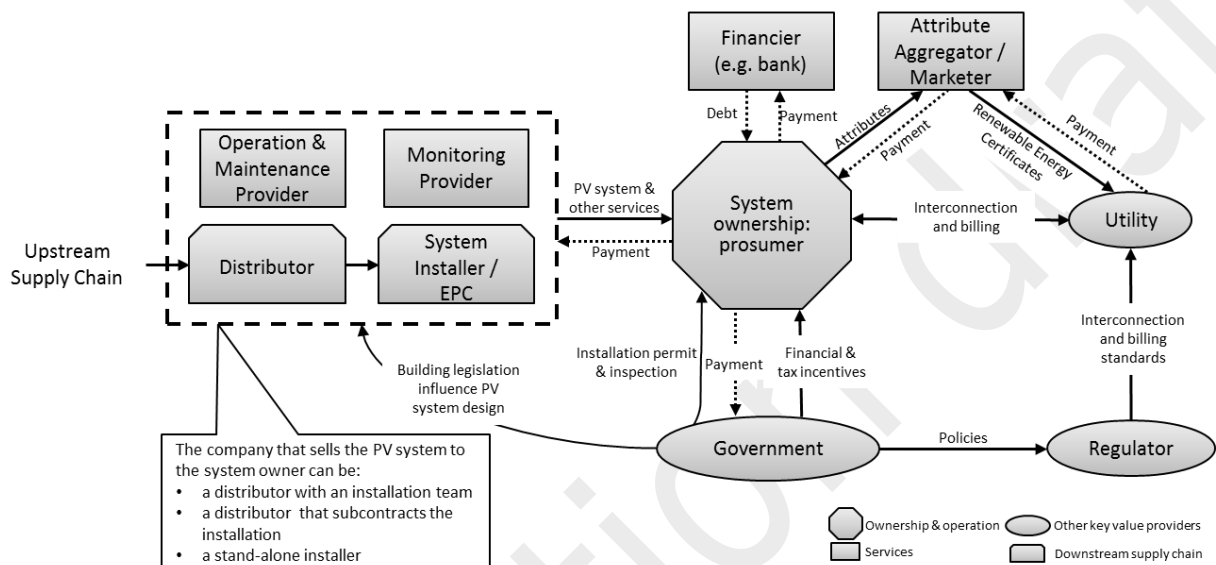 Financier
(e.g. bank)
Attribute
Aggregator /
Marketer
Debt
Payment
Attributes
Payment
Renewable Energy
Certificates
Payment
Operation &
Maintenance
Provider
Monitoring
Provider
PV system &
other services
System
ownership:
prosumer
Interconnection
and billing
Utility
Upstream
Supply Chain
Distributor
System
Installer /
EPC
Payment
Building legislation
influence PV
system design
Installation permit
& inspection
Payment
Financial &
tax incentives
Interconnection
and billing
standards
Government
Policies
Regulator
The company that sells the PV system to
the system owner can be:
• a distributor with an installation team
• a distributor that subcontracts the
installation
• a stand-alone installer
Ownership & operation
Other key value providers
Services
Downstream supply chain